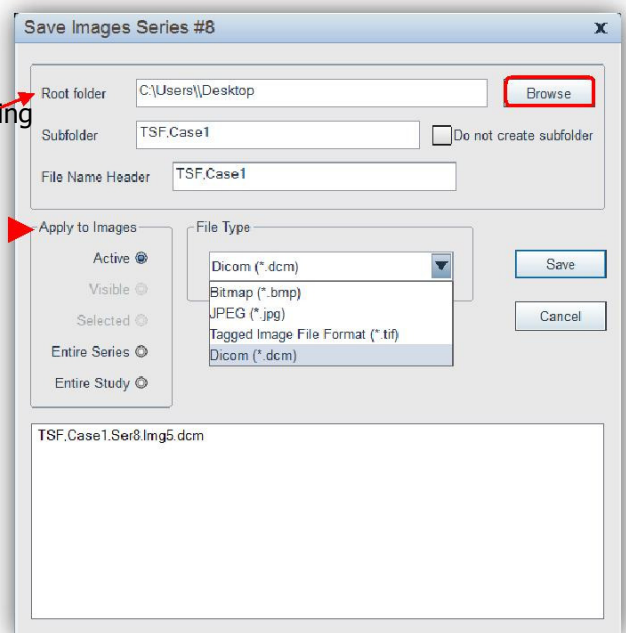 Save Images Series #8
x
ing
Root folder
C:\Users\\Desktop
Browse
Subfolder
TSF,Case1
Do not create subfolder
File Name Header
TSF,Case1
Apply to Images
File Type
Active
Dicom (*.dcm)
Save
Visible
Bitmap (*.bmp)
JPEG (*.jpg)
Selected
Tagged Image File Format (*.tif)
Cancel
Entire Series
Dicom (*.dcm)
Entire Study
TSF,Case1.Ser8.Img5.dcm